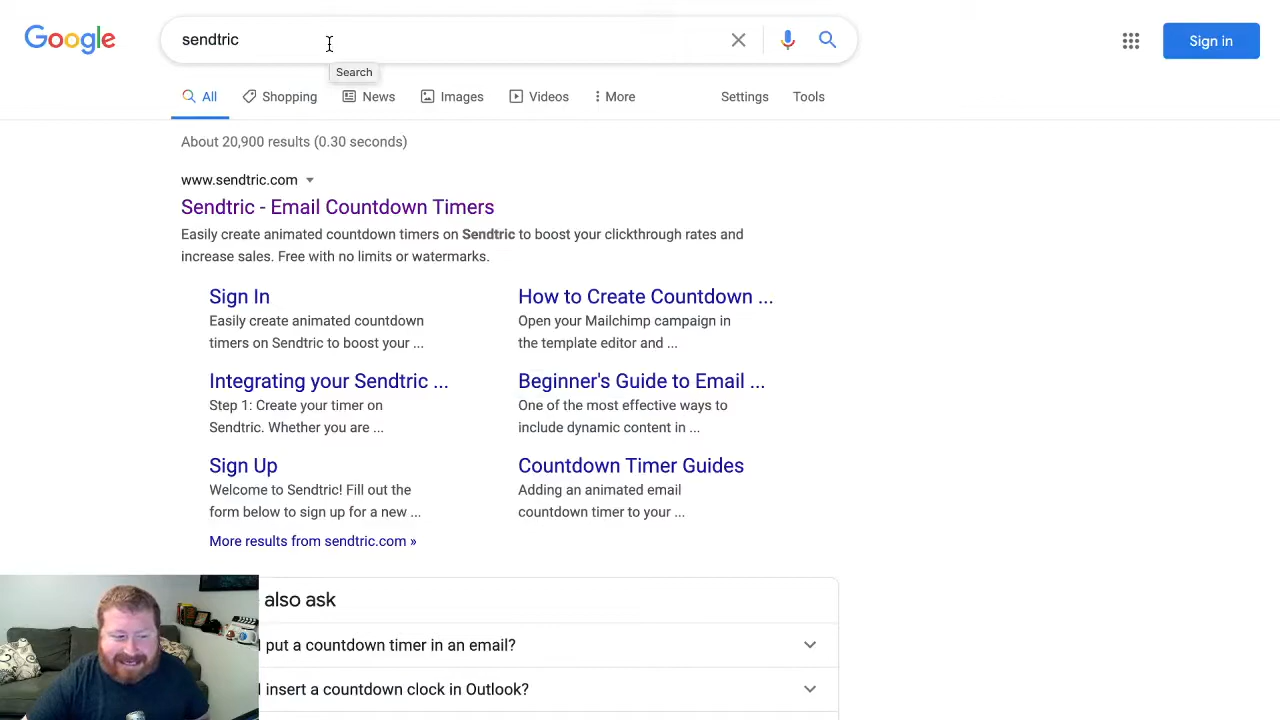 Google
sendtric
Sign in
Search
All
Shopping
News
Images
Videos
More
Settings
Tools
About 20,900 results (0.30 seconds)
www.sendtric.com
Sendtric - Email Countdown Timers
Easily create animated countdown timers on Sendtric to boost your clickthrough rates and
increase sales. Free with no limits or watermarks.
Sign In
Easily create animated countdown
timers on Sendtric to boost your ...
How to Create Countdown ...
Open your Mailchimp campaign in
the template editor and ...
Integrating your Sendtric ...
Step 1: Create your timer on
Sendtric. Whether you are ...
Beginner's Guide to Email ...
One of the most effective ways to
include dynamic content in ...
Sign Up
Welcome to Sendtric! Fill out the
form below to sign up for a new ...
Countdown Timer Guides
Adding an animated email
countdown timer to your ...
More results from sendtric.com »
also ask
put a countdown timer in an email?
insert a countdown clock in Outlook?